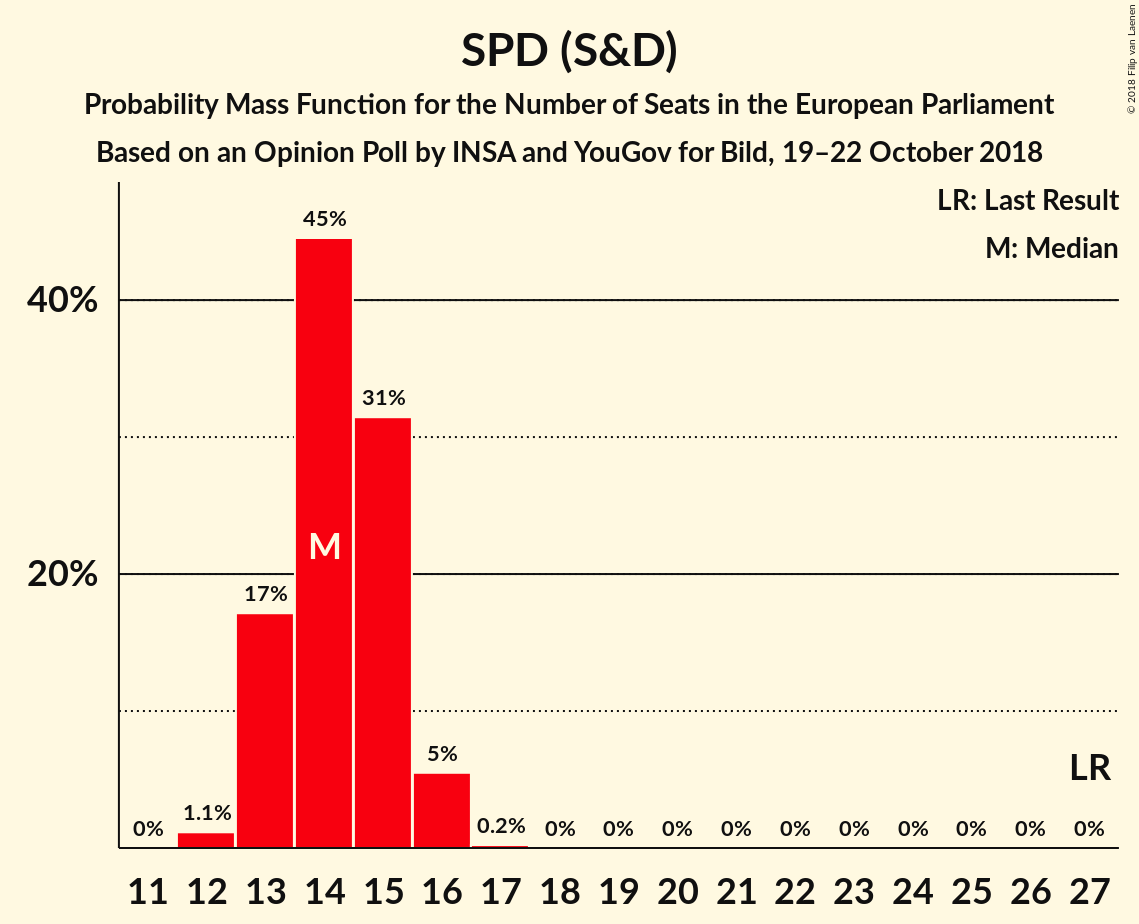 SPD (S&D)
Probability Mass Function for the Number of Seats in the European Parliament
Based on an Opinion Poll by INSA and YouGov for Bild, 19–22 October 2018
© 2018 Filip van Laenen
LR: Last Result
M: Median
45%
40%
31%
M
20%
17%
5%
LR
0% 1.1% 0.2% 0% 0% 0% 0% 0% 0% 0% 0% 0% 0%
11 12 13 14 15 16 17 18 19 20 21 22 23 24 25 26 27